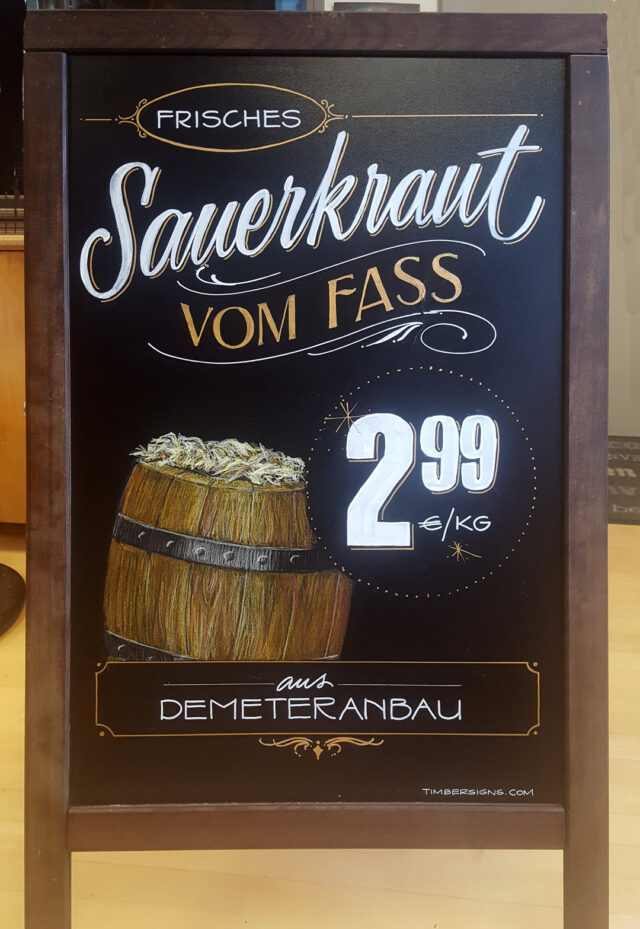 FRISCHES
Sauerkraut
VOM FASS
2 99
€/KG
aus
DEMETERANBAU
TIMBERSIGNS.COM